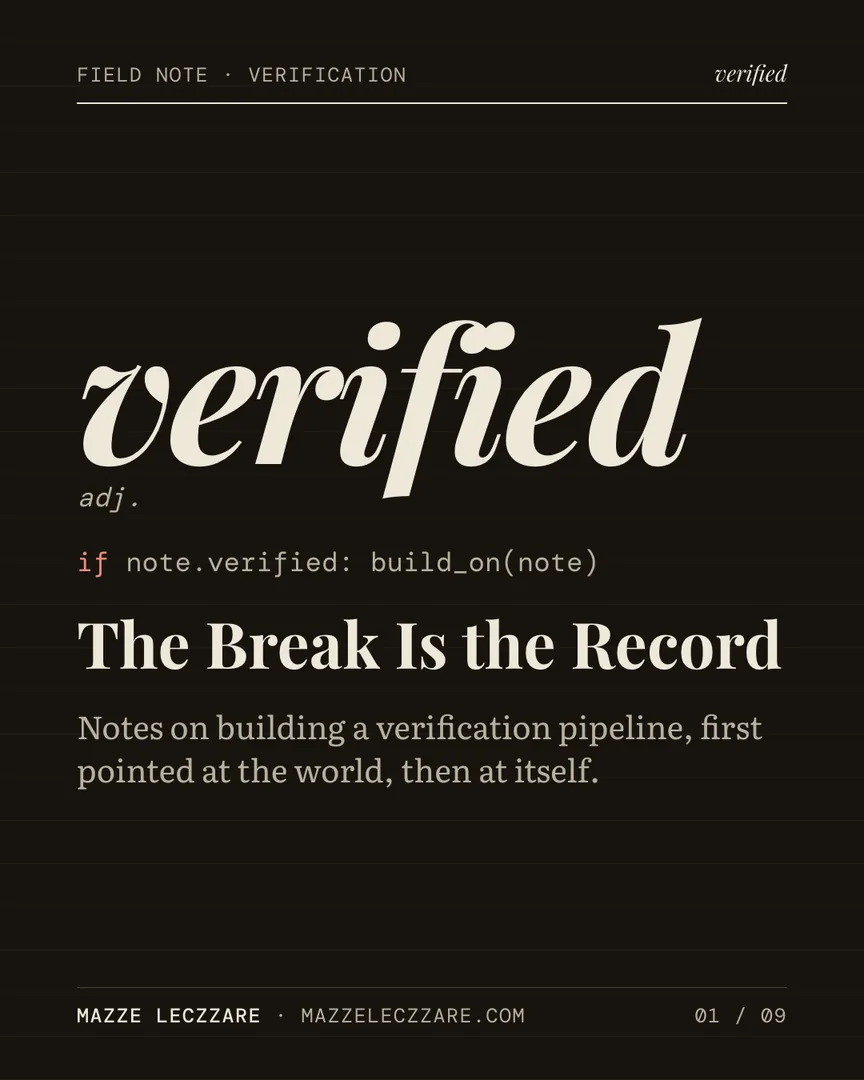 FIELD NOTE · VERIFICATION
verified
verified
adj.
if note.verified: build_on(note)
The Break Is the Record
Notes on building a verification pipeline, first
pointed at the world, then at itself.
MAZZE LECZZARE · MAZZELECZZARE.COM
01 / 09